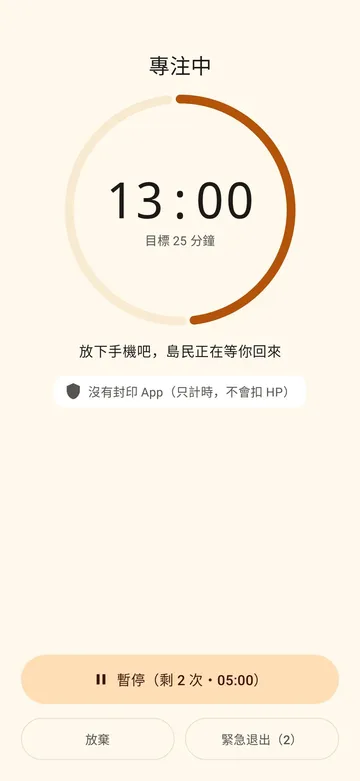 專注中
13:00
目標 25 分鐘
放下手機吧，島民正在等你回來
沒有封印 App（只計時，不會扣 HP）
暫停（剩 2 次・05:00）
放棄
緊急退出（2）